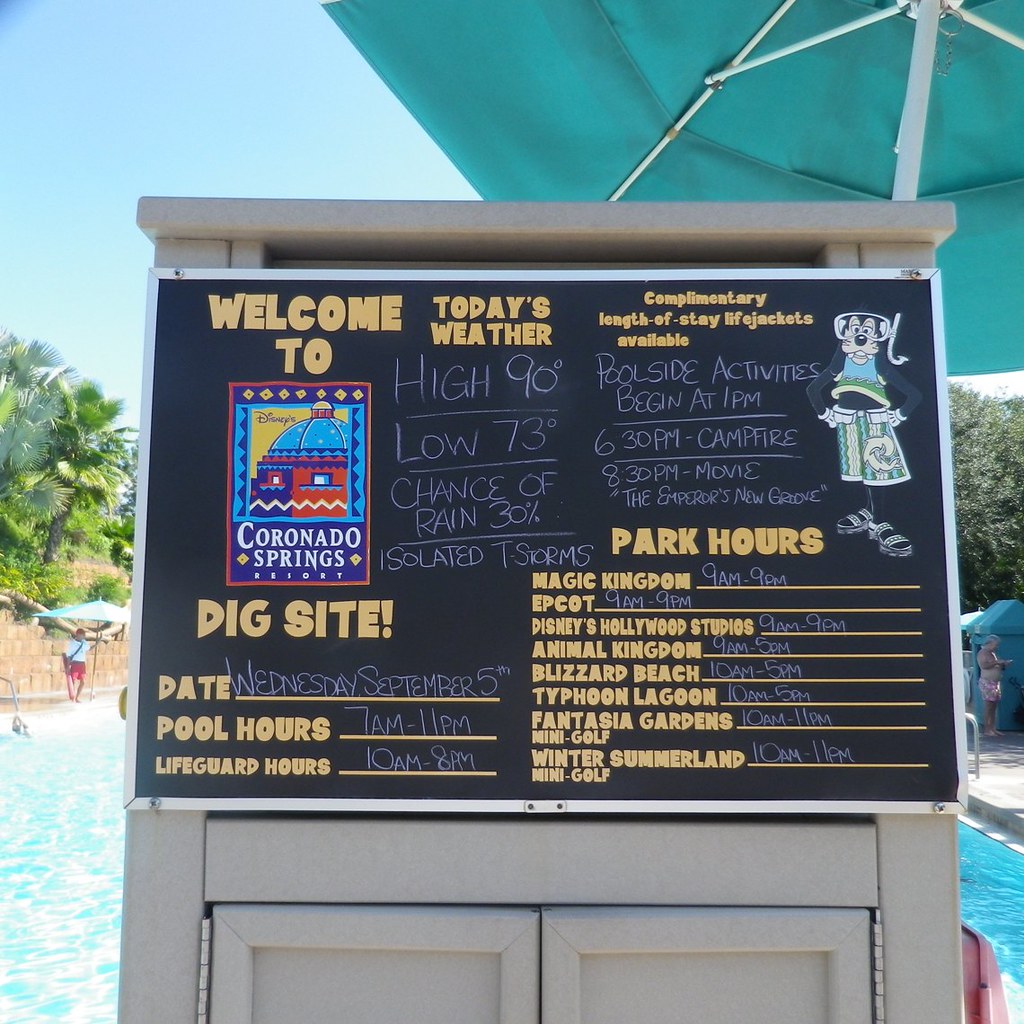 WELCOME
TO
DISNEY'S
CORONADO
SPRINGS
RESORT
DIG SITE!
DATE WEDNESDAY, SEPTEMBER 5th
POOL HOURS 7AM-11PM
LIFEGUARD HOURS 10AM-8PM
TODAY'S
WEATHER
HIGH 90°
LOW 73°
CHANCE OF
RAIN 30%
ISOLATED T-STORMS
Complimentary
length-of-stay lifejackets
available
POOLSIDE ACTIVITIES
BEGIN AT 1PM
6 30PM-CAMPFIRE
8:30PM-MOVIE
"THE EMPEROR'S NEW GROOVE"
PARK HOURS
MAGIC KINGDOM 9AM-9PM
EPCOT 9AM-9PM
DISNEY'S HOLLYWOOD STUDIOS 9AM-9PM
ANIMAL KINGDOM 9AM-5PM
BLIZZARD BEACH 10AM-5PM
TYPHOON LAGOON 10AM-5PM
FANTASIA GARDENS 10AM-11PM
MINI-GOLF
WINTER SUMMERLAND 10AM-11PM
MINI-GOLF